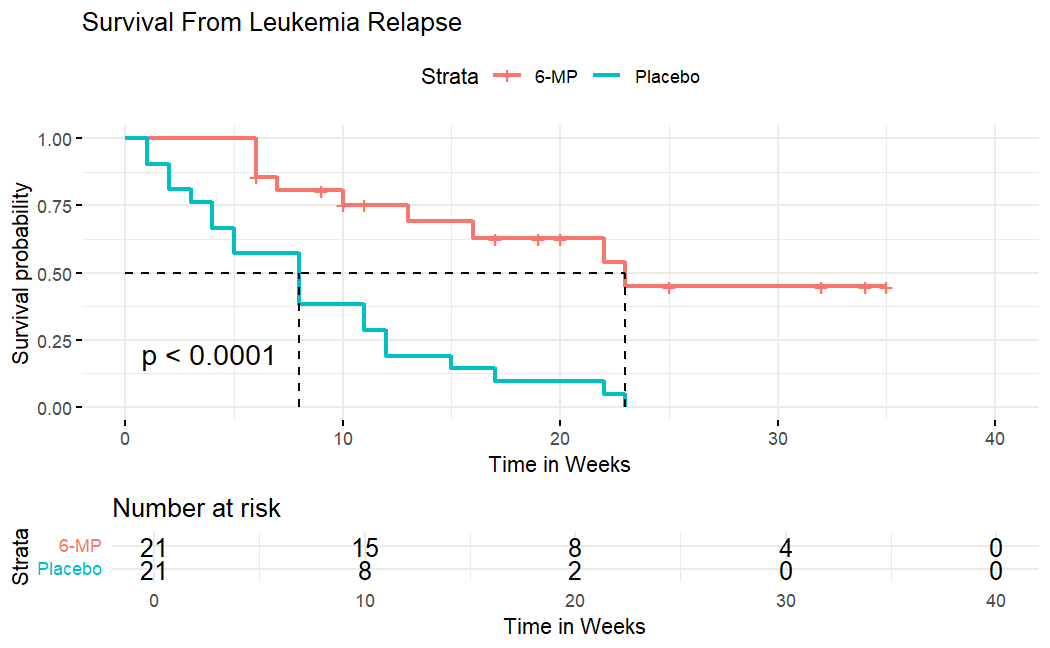 Survival From Leukemia Relapse
Strata 6-MP Placebo
Survival probability
1.00
0.75
0.50
0.25
0.00
p < 0.0001
0 10 20 30 40
Time in Weeks
Number at risk
Strata
6-MP 21 15 8 4 0
Placebo 21 8 2 0 0
0 10 20 30 40
Time in Weeks